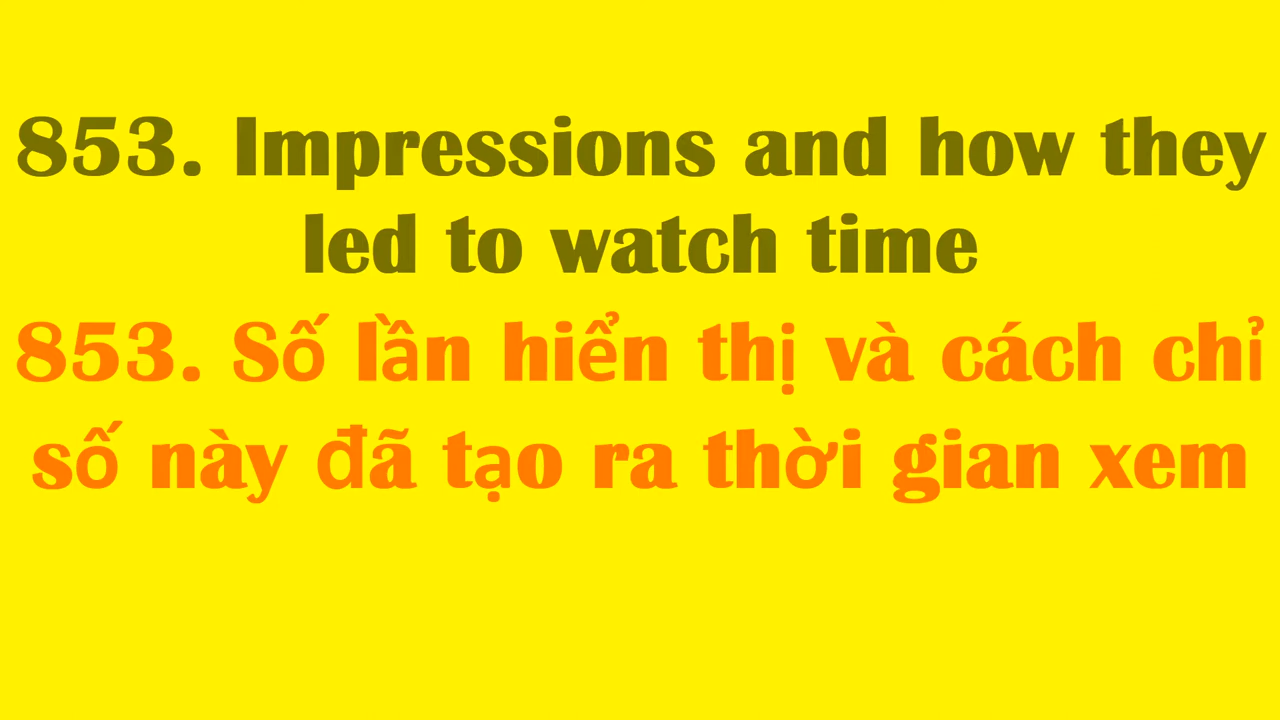 853. Impressions and how they
led to watch time
853. Số lần hiển thị và cách chỉ
số này đã tạo ra thời gian xem